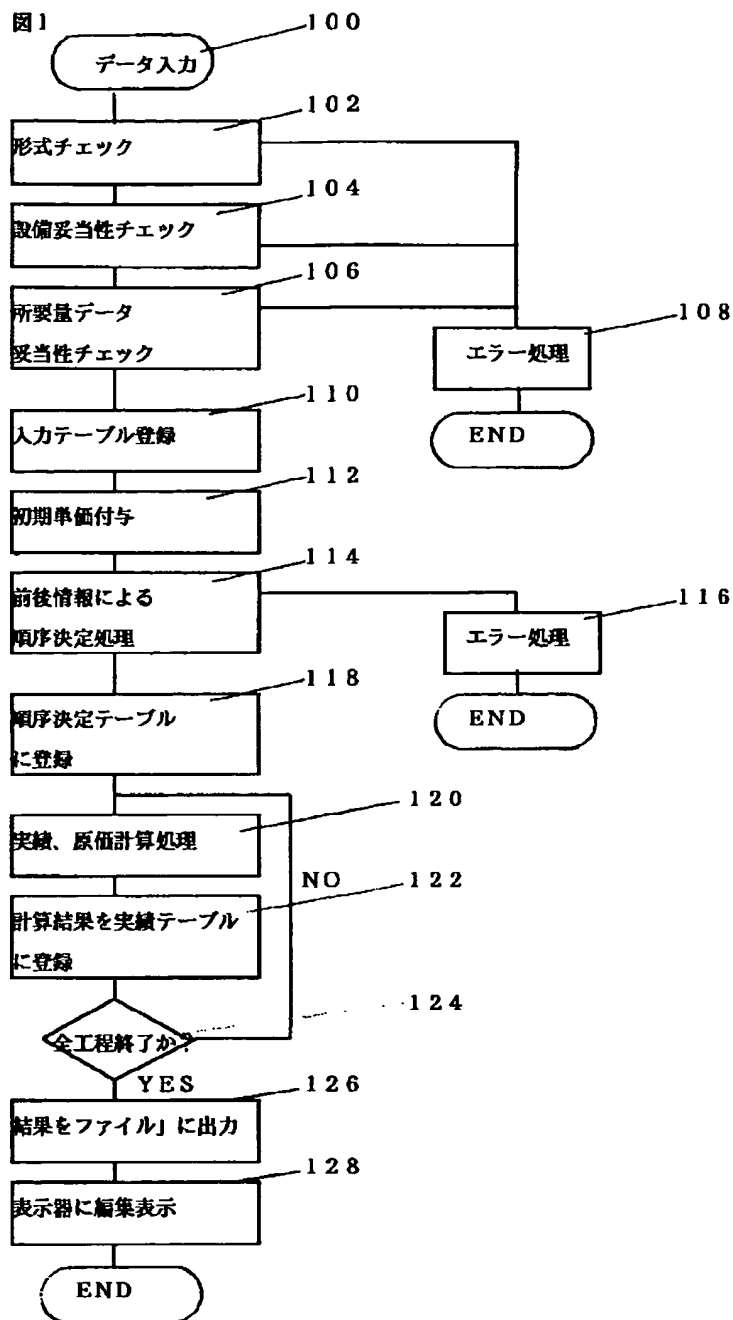 図1
100
データ入力
102
形式チェック
104
設備妥当性チェック
106
所要量データ
妥当性チェック
108
エラー処理
END
110
入力テーブル登録
112
初期単価付与
114
前後情報による
順序決定処理
116
エラー処理
END
118
順序決定テーブル
に登録
120
実績、原価計算処理
NO
122
計算結果を実績テーブル
に登録
124
全工程終了か?
YES
126
結果をファイル」に出力
128
表示器に編集表示
END